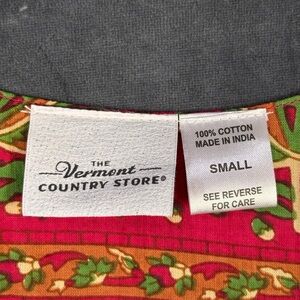 THE
Vermont
COUNTRY STORE®
100% COTTON
MADE IN INDIA
SMALL
SEE REVERSE
FOR CARE